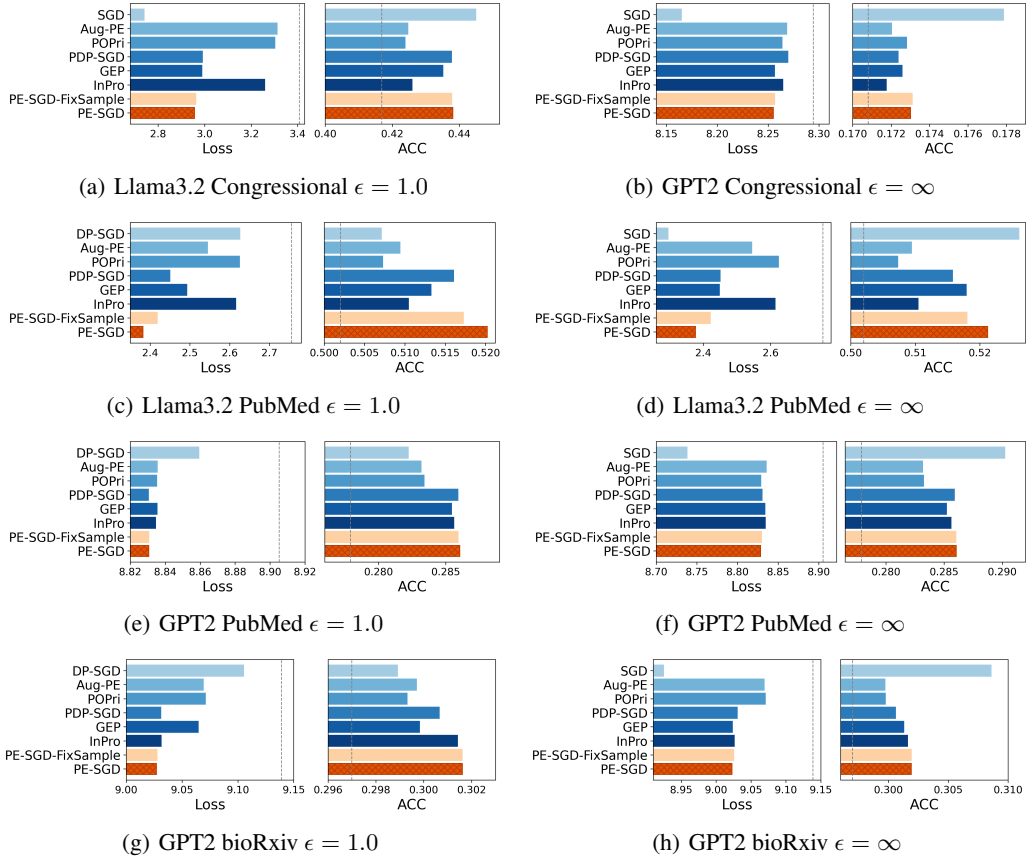 SGD
Aug-PE
POPri
PDP-SGD
GEP
InPro
PE-SGD-FixSample
PE-SGD
2.8 3.0 3.1 3.3 3.4
Loss
0.40 0.42 0.44
ACC
(a) Llama3.2 Congressional ϵ = 1.0
SGD
Aug-PE
POPri
PDP-SGD
GEP
InPro
PE-SGD-FixSample
PE-SGD
8.15 8.20 8.25 8.30
Loss
0.170 0.172 0.174 0.176 0.178
ACC
(b) GPT2 Congressional ϵ = ∞
DP-SGD
Aug-PE
POPri
PDP-SGD
GEP
InPro
PE-SGD-FixSample
PE-SGD
2.4 2.5 2.6 2.7
Loss
0.500 0.505 0.510 0.515 0.520
ACC
(c) Llama3.2 PubMed ϵ = 1.0
SGD
Aug-PE
POPri
PDP-SGD
GEP
InPro
PE-SGD-FixSample
PE-SGD
2.4 2.6
Loss
0.50 0.51 0.52
ACC
(d) Llama3.2 PubMed ϵ = ∞
DP-SGD
Aug-PE
POPri
PDP-SGD
GEP
InPro
PE-SGD-FixSample
PE-SGD
8.82 8.84 8.86 8.90 8.92
Loss
0.280 0.285
ACC
(e) GPT2 PubMed ϵ = 1.0
SGD
Aug-PE
POPri
PDP-SGD
GEP
InPro
PE-SGD-FixSample
PE-SGD
8.70 8.75 8.80 8.85 8.90
Loss
0.280 0.285 0.290
ACC
(f) GPT2 PubMed ϵ = ∞
DP-SGD
Aug-PE
POPri
PDP-SGD
GEP
InPro
PE-SGD-FixSample
PE-SGD
9.00 9.05 9.10 9.15
Loss
0.296 0.298 0.300 0.302
ACC
(g) GPT2 bioRxiv ϵ = 1.0
SGD
Aug-PE
POPri
PDP-SGD
GEP
InPro
PE-SGD-FixSample
PE-SGD
8.95 9.00 9.05 9.15
Loss
0.300 0.305 0.310
ACC
(h) GPT2 bioRxiv ϵ = ∞